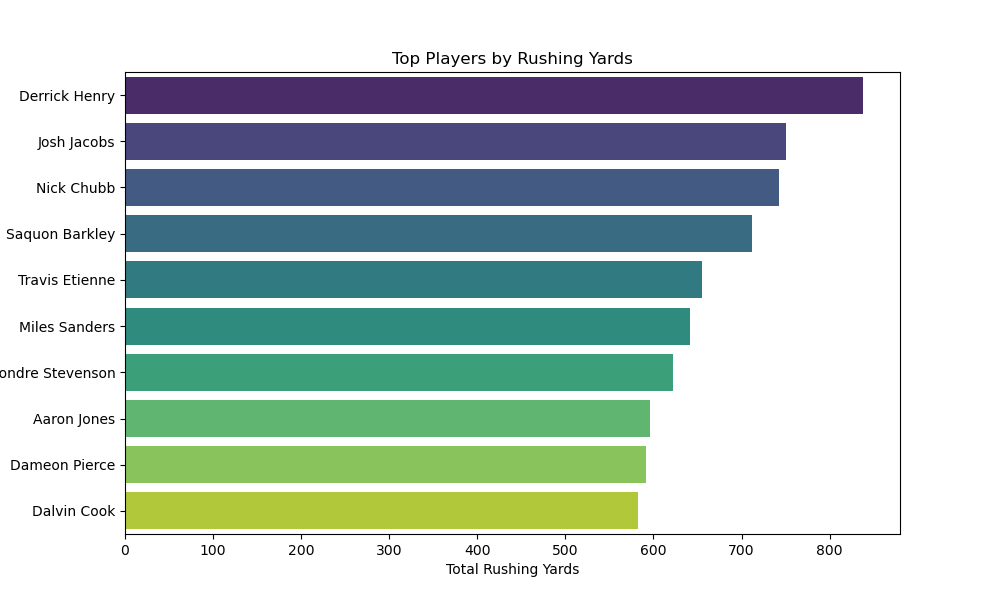 Top Players by Rushing Yards
Derrick Henry
Josh Jacobs
Nick Chubb
Saquon Barkley
Travis Etienne
Miles Sanders
ondre Stevenson
Aaron Jones
Dameon Pierce
Dalvin Cook
0 100 200 300 400 500 600 700 800
Total Rushing Yards